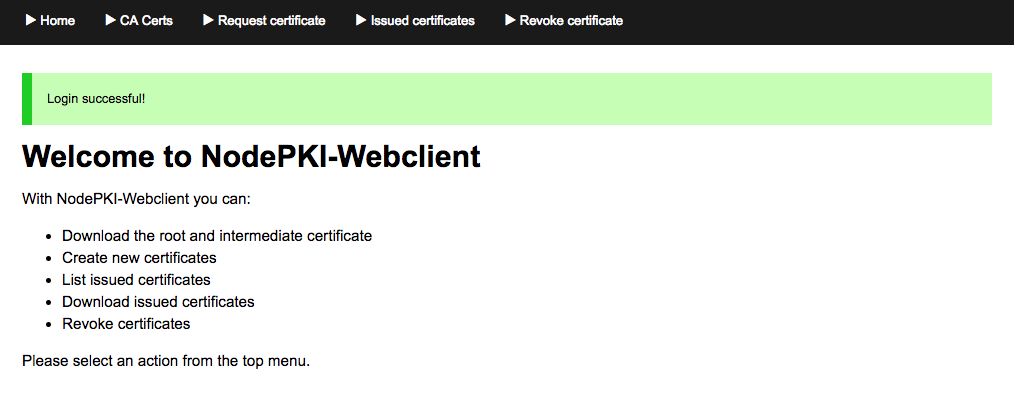 ▶ Home ▶ CA Certs ▶ Request certificate ▶ Issued certificates ▶ Revoke certificate
Login successful!
Welcome to NodePKI-Webclient
With NodePKI-Webclient you can:
• Download the root and intermediate certificate
• Create new certificates
• List issued certificates
• Download issued certificates
• Revoke certificates
Please select an action from the top menu.